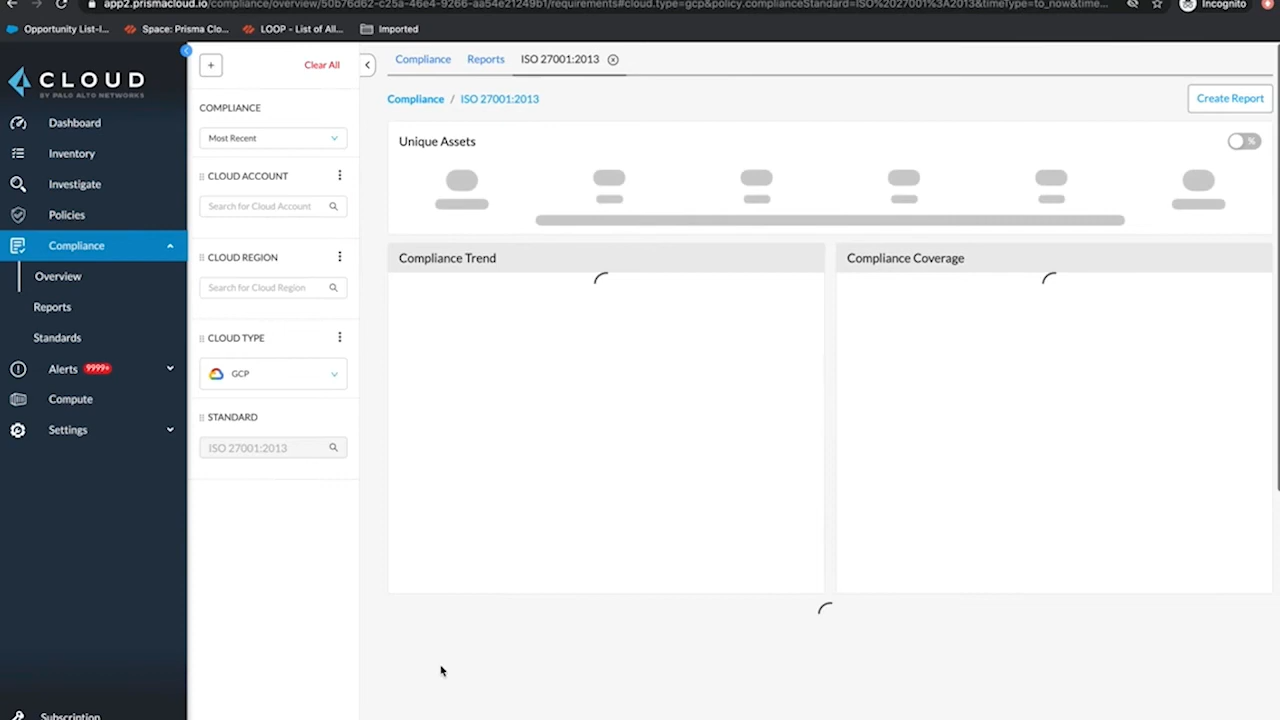 app2.prismacloud.io/compliance/overview/50b76d62-c25a-46e4-9266-aa54e21249b1/requirements#cloud.type=gcp&policy.complianceStandard=ISO%2027001%3A2013&timeType=to_now&time...
Incognito
Opportunity List-I...
Space: Prisma Clo...
LOOP - List of All...
Imported
CLOUD
BY PALO ALTO NETWORKS
Dashboard
Inventory
Investigate
Policies
Compliance
Overview
Reports
Standards
Alerts 9999+
Compute
Settings
Subscription
+
Clear All
COMPLIANCE
Most Recent
CLOUD ACCOUNT
Search for Cloud Account
CLOUD REGION
Search for Cloud Region
CLOUD TYPE
GCP
STANDARD
ISO 27001:2013
Compliance
Reports
ISO 27001:2013
Compliance / ISO 27001:2013
Create Report
Unique Assets
%
Compliance Trend
Compliance Coverage